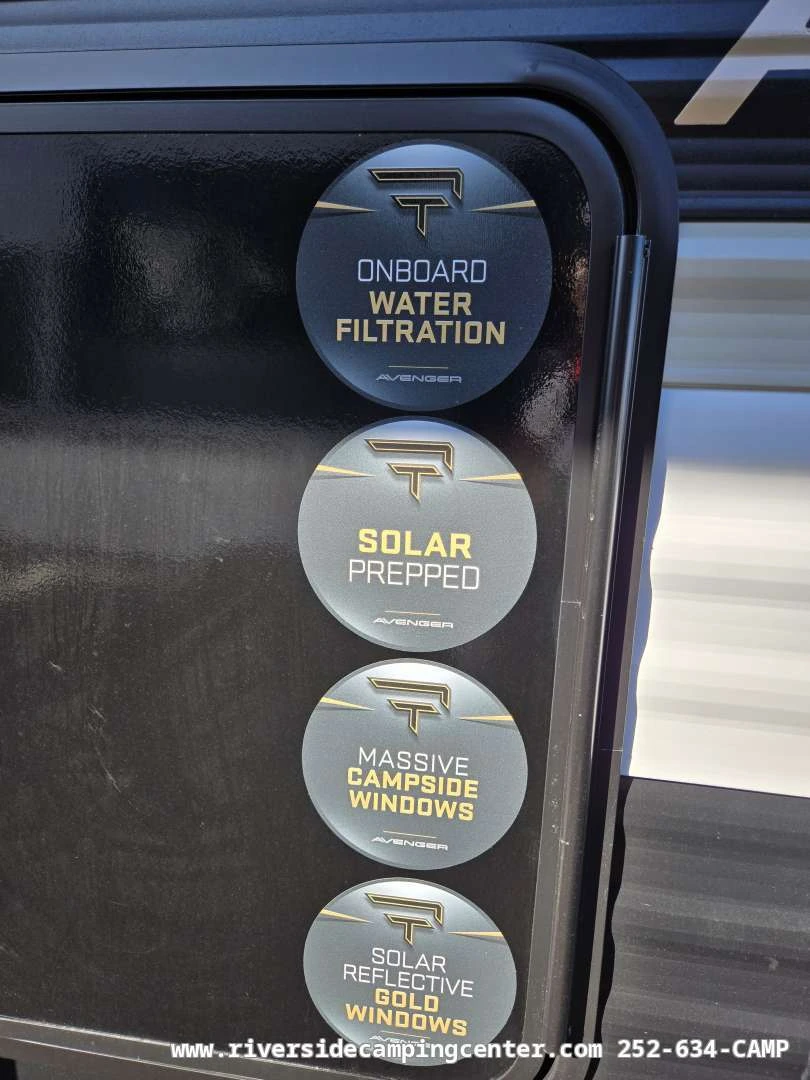 ONBOARD
WATER
FILTRATION
AVENGER
SOLAR
PREPPED
AVENGER
MASSIVE
CAMPSIDE
WINDOWS
AVENGER
SOLAR
REFLECTIVE
GOLD
WINDOWS
AVENGER
www.riversidecampingcenter.com 252-634-CAMP